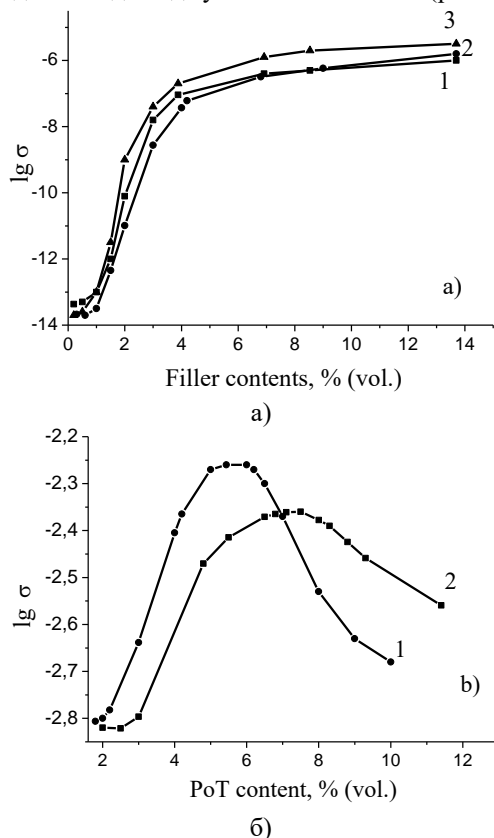 3
-6
2
1
-8
lg σ
-10
-12
а)
-14
0 2 4 6 8 10 12 14
Filler contents, % (vol.)
а)
-2,2
-2,3
-2,4
lg σ
-2,5
2
-2,6
1
-2,7
b)
-2,8
2 4 6 8 10 12
PoT content, % (vol.)
б)